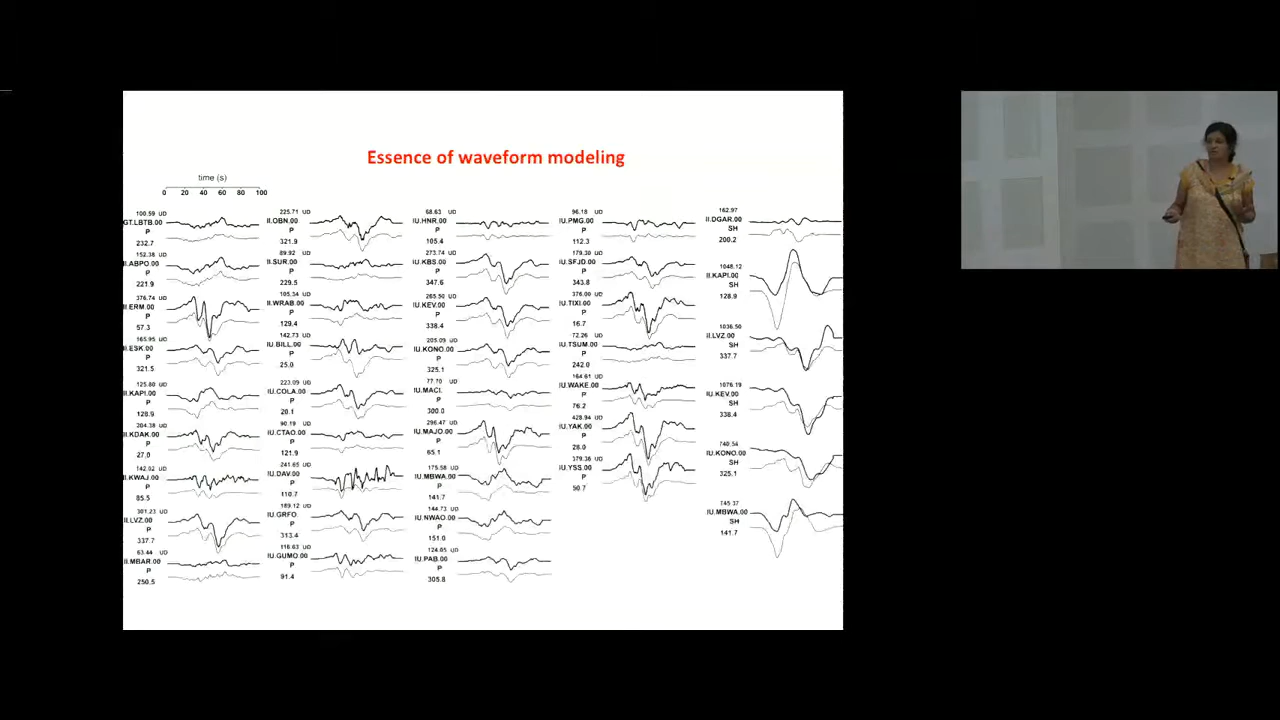 Essence of waveform modeling
time (s)
0 20 40 60 80 100
100.59 UD
GT.LBTB.00
P
232.7
152.38 UD
II.ABPO.00
P
221.9
376.74 UD
II.ERM.00
P
57.3
165.95 UD
II.ESK.00
P
321.5
125.80 UD
II.KAPI.00
P
128.9
204.38 UD
II.KDAK.00
P
27.0
142.02 UD
II.KWAJ.00
P
85.5
301.23 UD
II.LVZ.00
P
337.7
63.44 UD
II.MBAR.00
P
250.5
225.71 UD
II.OBN.00
P
321.9
89.92 UD
II.SUR.00
P
229.5
105.34 UD
II.WRAB.00
P
129.4
142.73 UD
IU.BILL.00
P
25.0
223.09 UD
IU.COLA.00
P
20.1
90.19 UD
IU.CTAO.00
P
121.9
241.65 UD
IU.DAV.00
P
110.7
189.12 UD
IU.GRFO.
P
313.4
116.63 UD
IU.GUMO.00
P
91.4
68.63 UD
IU.HNR.00
P
105.4
273.74 UD
IU.KBS.00
P
347.6
265.50 UD
IU.KEV.00
P
338.4
205.09 UD
IU.KONO.00
P
325.1
77.70 UD
IU.MACI.
P
300.0
296.47 UD
IU.MAJO.00
P
65.1
175.58 UD
IU.MBWA.00
P
141.7
144.73 UD
IU.NWAO.00
P
151.0
124.05 UD
IU.PAB.00
P
305.8
96.18 UD
IU.PMG.00
P
112.3
179.30 UD
IU.SFJD.00
P
343.8
376.00 UD
IU.TIXI.00
P
16.7
72.26 UD
IU.TSUM.00
P
242.0
164.61 UD
IU.WAKE.00
P
76.2
428.94 UD
IU.YAK.00
P
28.0
379.36 UD
IU.YSS.00
P
50.7
162.97
II.DGAR.00
SH
200.2
1048.12
II.KAPI.00
SH
128.9
1036.50
II.LVZ.00
SH
337.7
1076.19
IU.KEV.00
SH
338.4
740.54
IU.KONO.00
SH
325.1
745.37
IU.MBWA.00
SH
141.7